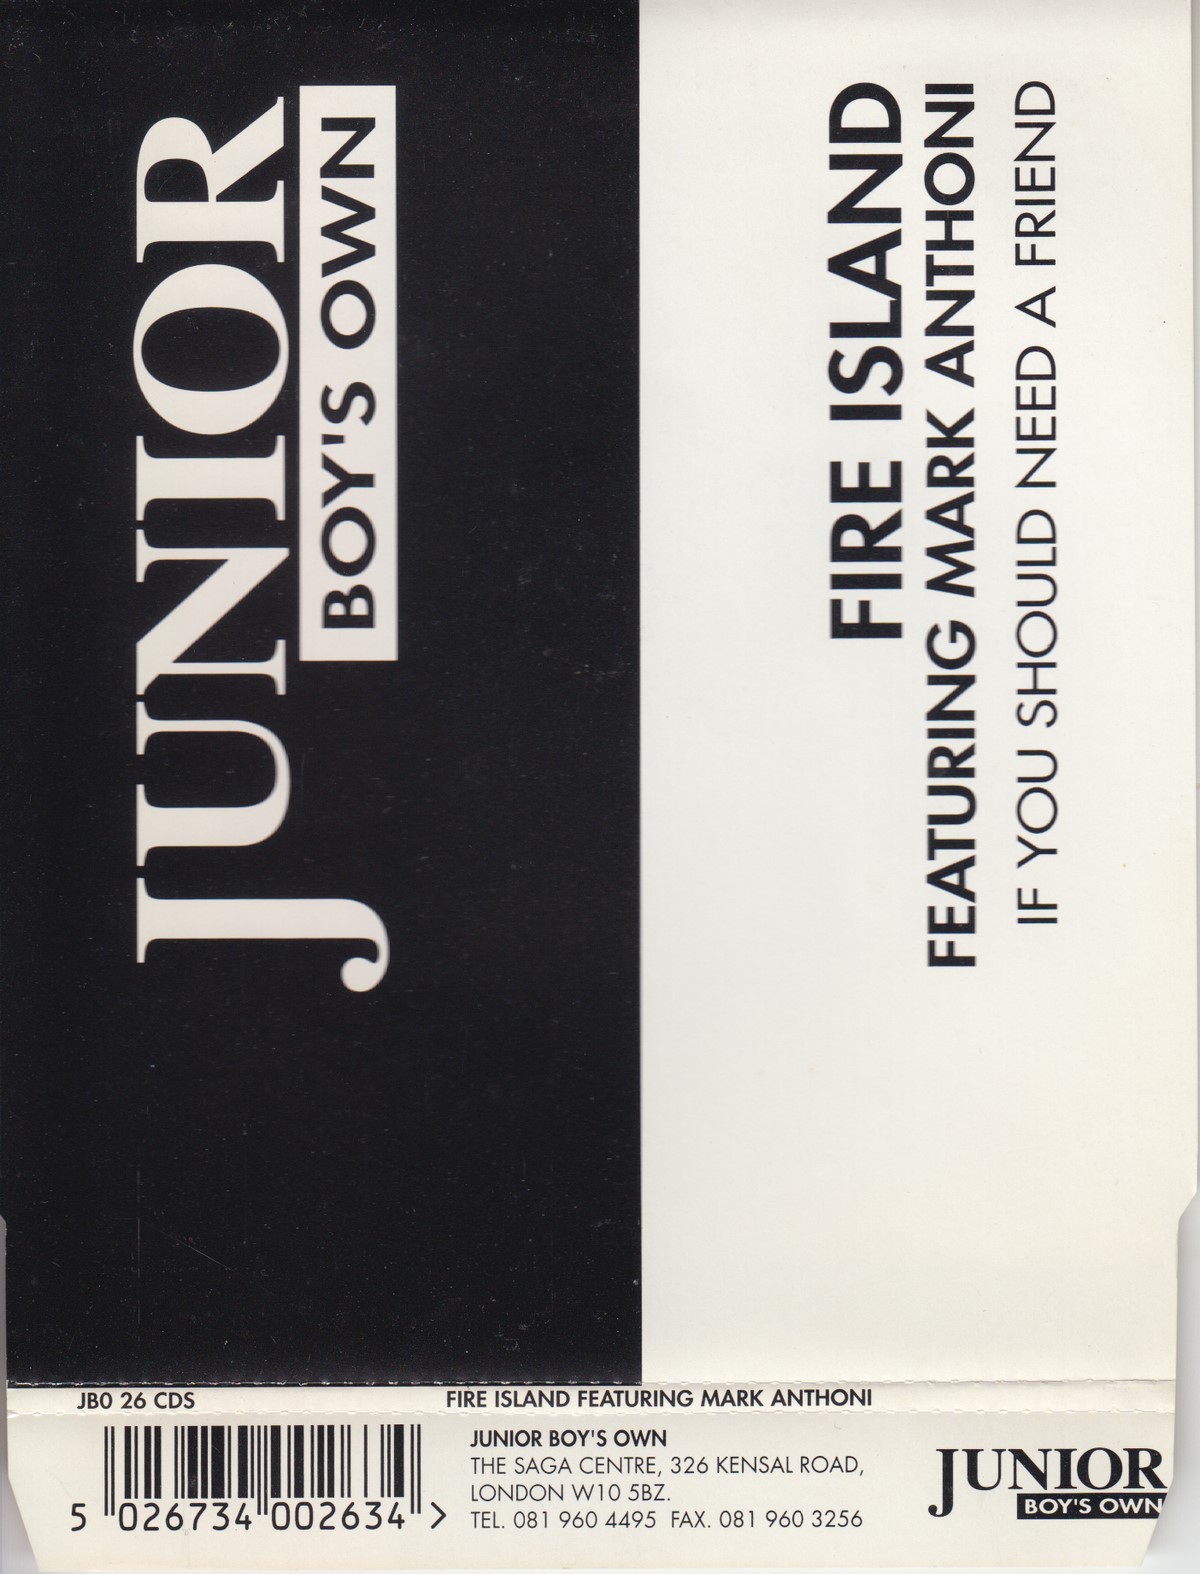 JUNIOR
BOY'S OWN
FIRE ISLAND
FEATURING MARK ANTHONI
IF YOU SHOULD NEED A FRIEND
JB0 26 CDS
FIRE ISLAND FEATURING MARK ANTHONI
5 026734 002634 >
JUNIOR BOY'S OWN
THE SAGA CENTRE, 326 KENSAL ROAD,
LONDON W10 5BZ.
TEL. 081 960 4495 FAX. 081 960 3256
JUNIOR
BOY'S OWN